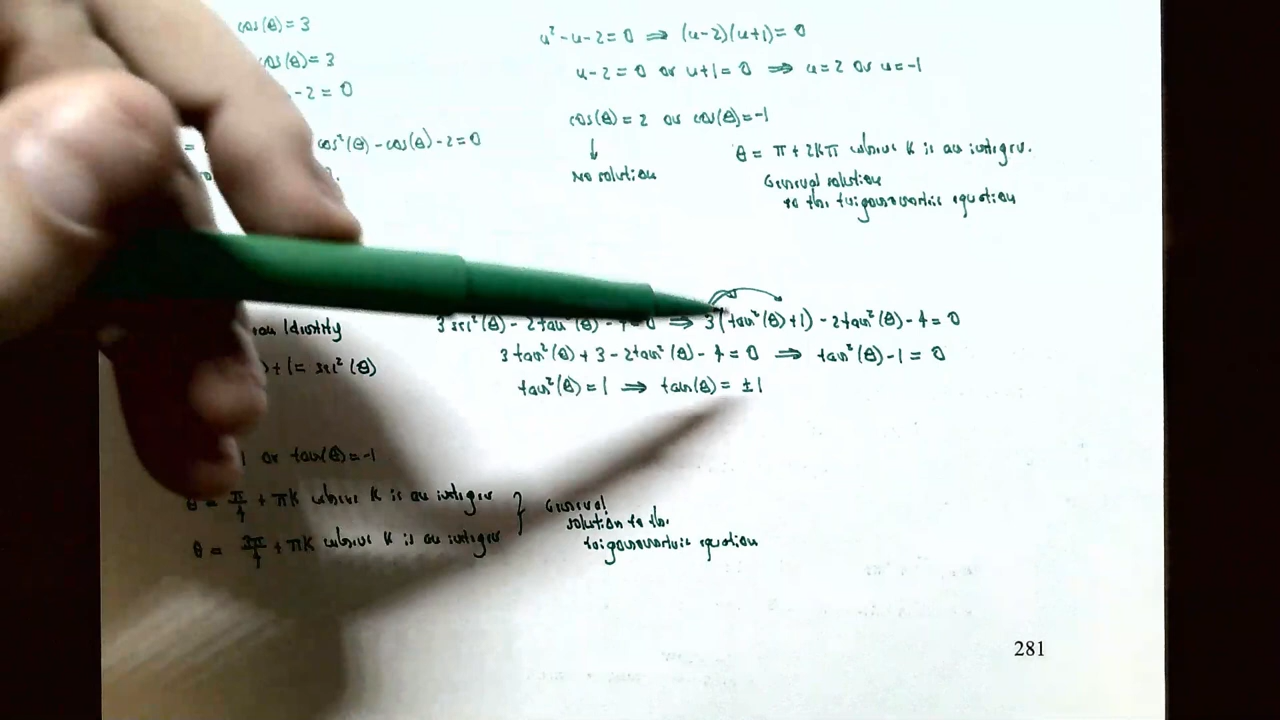 cos(θ) = 3
cos(θ) = 3
-2 = 0
cos²(θ) - cos(θ) - 2 = 0
u² - u - 2 = 0 ⇒ (u-2)(u+1) = 0
u - 2 = 0 or u + 1 = 0 ⇒ u = 2 or u = -1
cos(θ) = 2 or cos(θ) = -1
↓
No solution
θ = π + 2kπ where k is an integer.
General solution
to the trigonometric equation
Identity
+ 1 = sec²(θ)
3 sec²(θ) - 2tan²(θ) - 4 = 0 ⇒ 3(tan²(θ)+1) - 2tan²(θ) - 4 = 0
3tan²(θ) + 3 - 2tan²(θ) - 4 = 0 ⇒ tan²(θ) - 1 = 0
tan²(θ) = 1 ⇒ tan(θ) = ±1
1 or tan(θ) = -1
θ = π/4 + πk where k is an integer
θ = 3π/4 + πk where k is an integer
General
solution to the
trigonometric equation
281